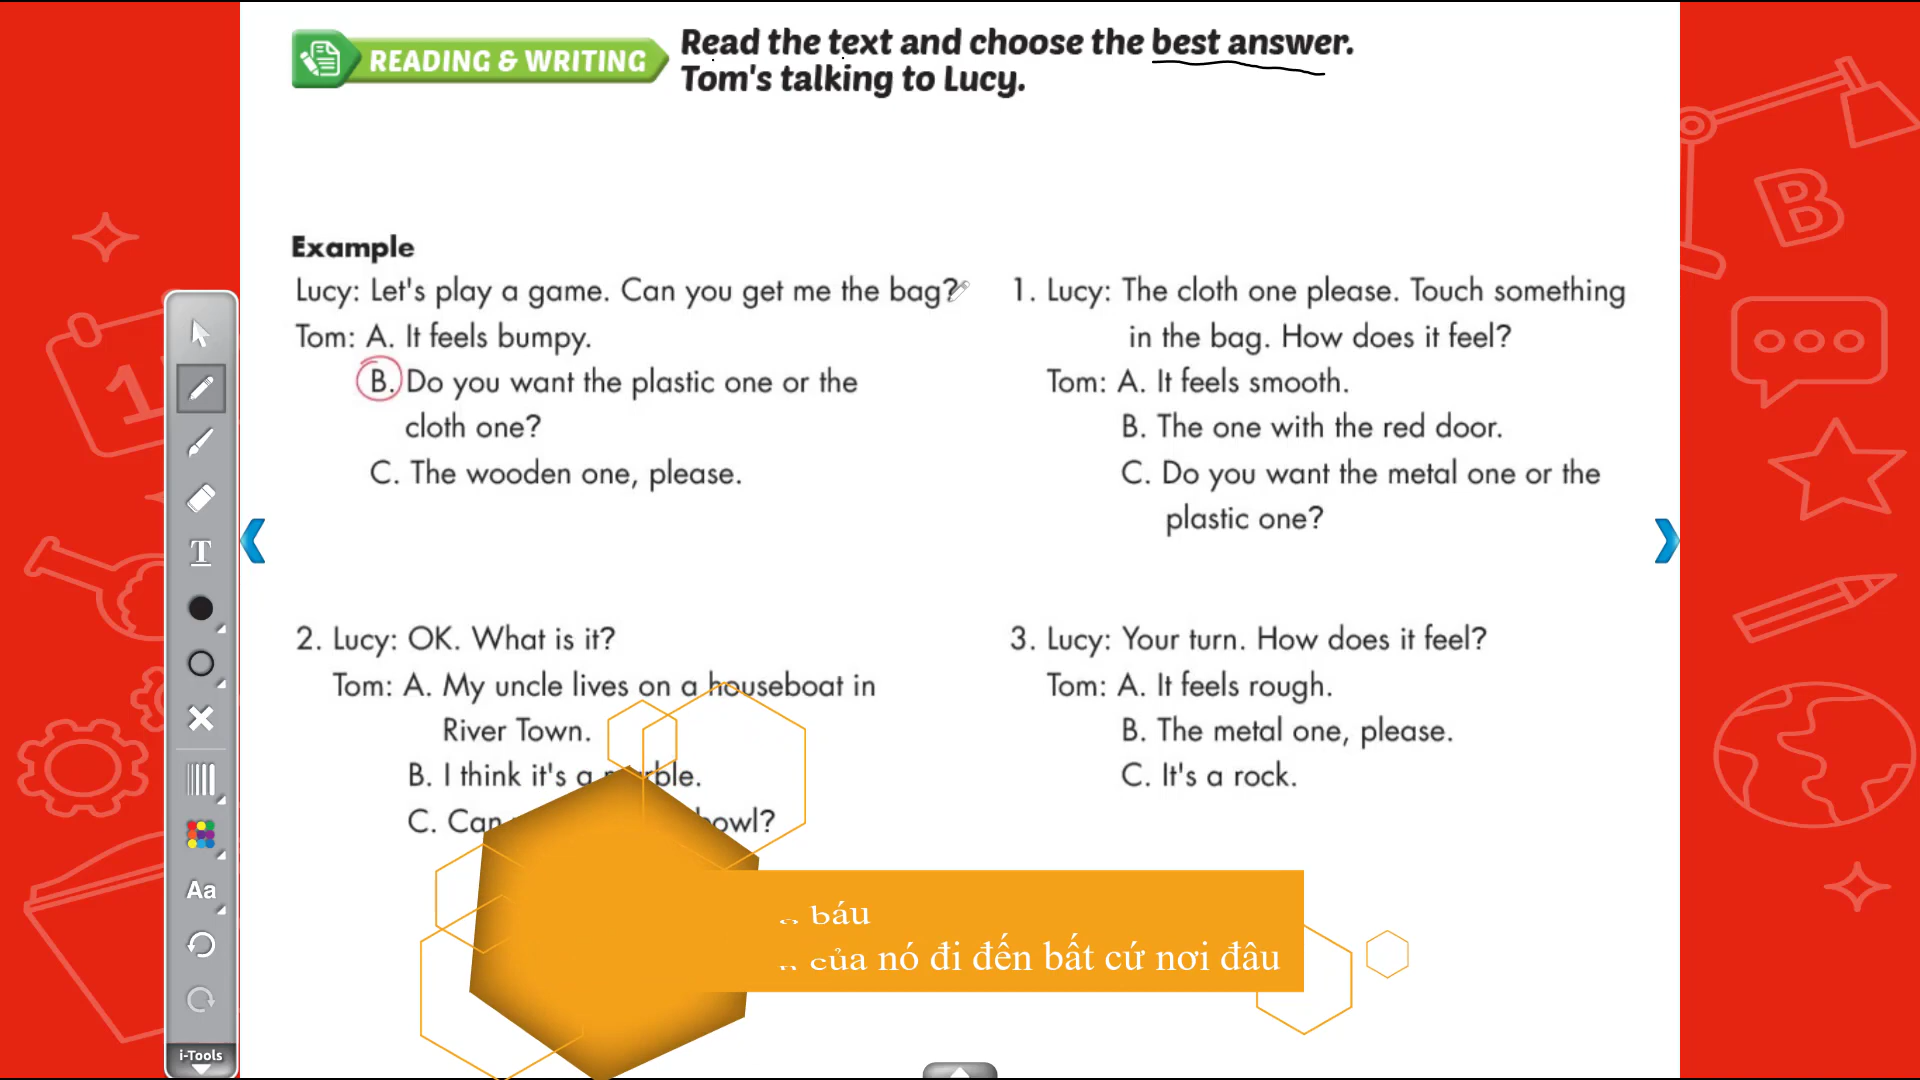 READING & WRITING
Read the text and choose the best answer.
Tom's talking to Lucy.
Example
Lucy: Let's play a game. Can you get me the bag?
Tom: A. It feels bumpy.
B. Do you want the plastic one or the
cloth one?
C. The wooden one, please.
1. Lucy: The cloth one please. Touch something
in the bag. How does it feel?
Tom: A. It feels smooth.
B. The one with the red door.
C. Do you want the metal one or the
plastic one?
2. Lucy: OK. What is it?
Tom: A. My uncle lives on a houseboat in
River Town.
B. I think it's a
C. Can bowl?
3. Lucy: Your turn. How does it feel?
Tom: A. It feels rough.
B. The metal one, please.
C. It's a rock.
báu
của nó đi đến bất cứ nơi đâu
T
Aa
i-Tools
1
B